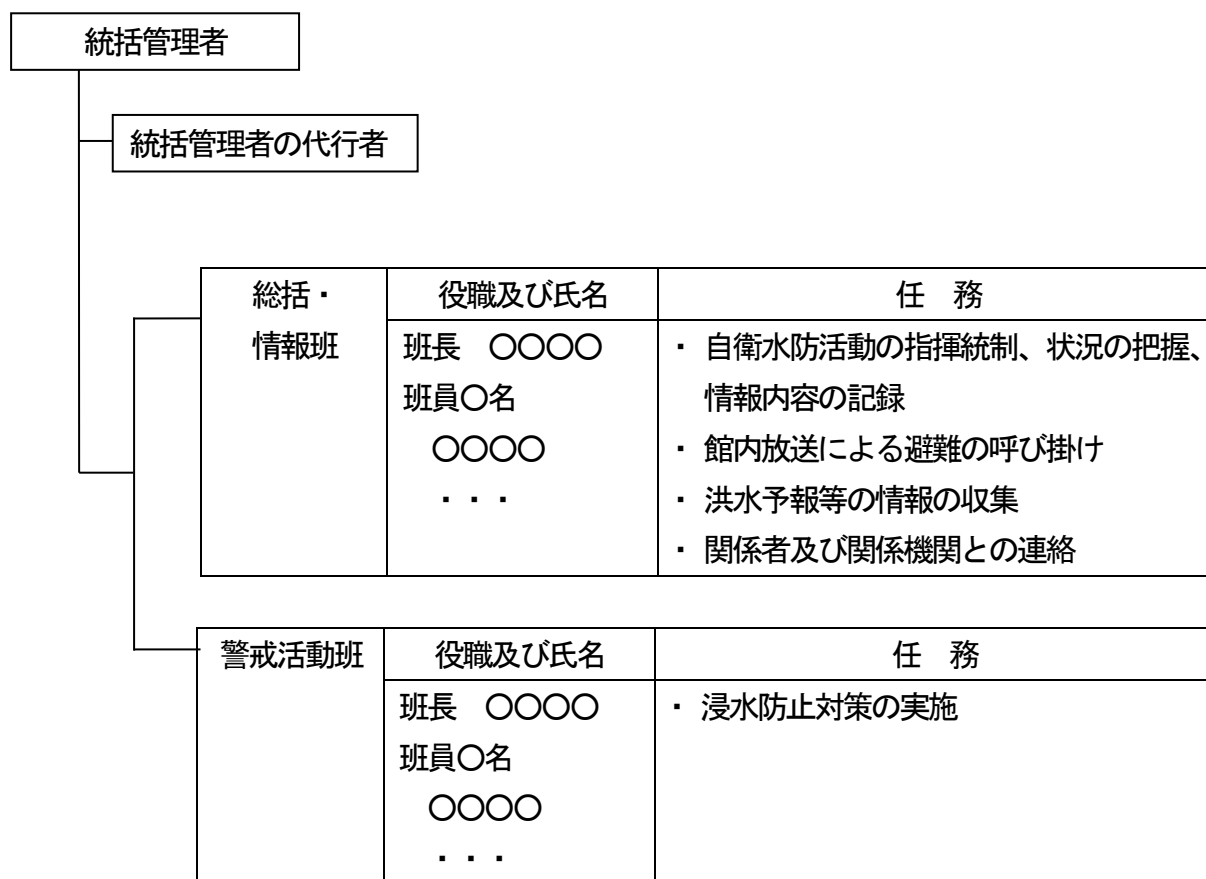 統括管理者
統括管理者の代行者
総括・
情報班
役職及び氏名
任　務
班長　〇〇〇〇
班員〇名
〇〇〇〇
・・・
・ 自衛水防活動の指揮統制、状況の把握、
情報内容の記録
・ 館内放送による避難の呼び掛け
・ 洪水予報等の情報の収集
・ 関係者及び関係機関との連絡
警戒活動班
役職及び氏名
任　務
班長　〇〇〇〇
班員〇名
〇〇〇〇
・・・
・ 浸水防止対策の実施